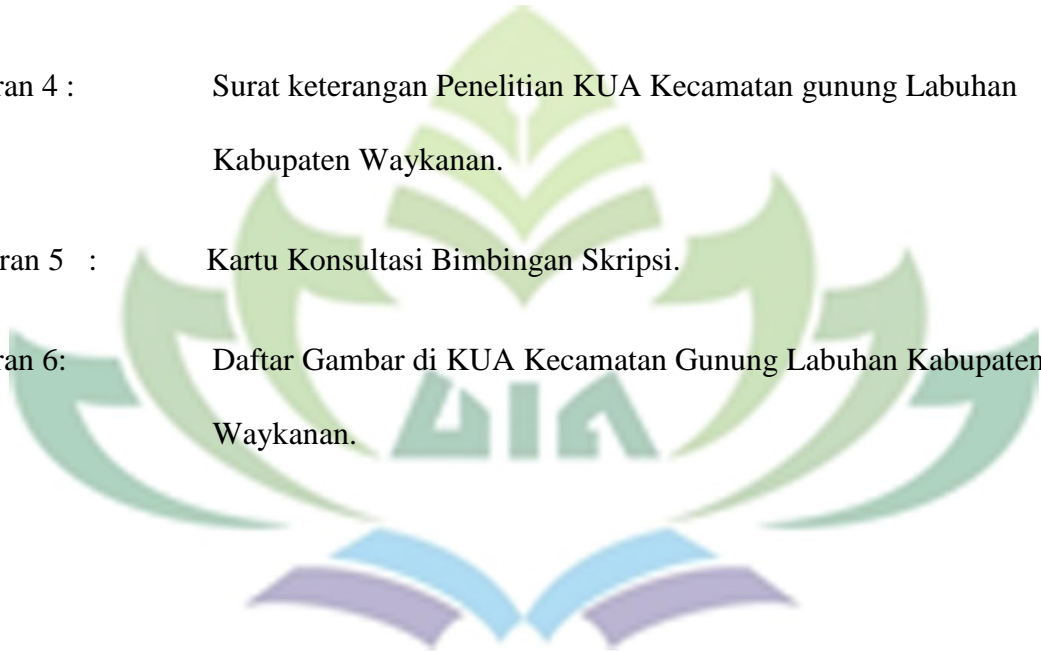 ran 4 : Surat keterangan Penelitian KUA Kecamatan gunung Labuhan
Kabupaten Waykanan.
ran 5 : Kartu Konsultasi Bimbingan Skripsi.
ran 6: Daftar Gambar di KUA Kecamatan Gunung Labuhan Kabupaten
Waykanan.
UIN